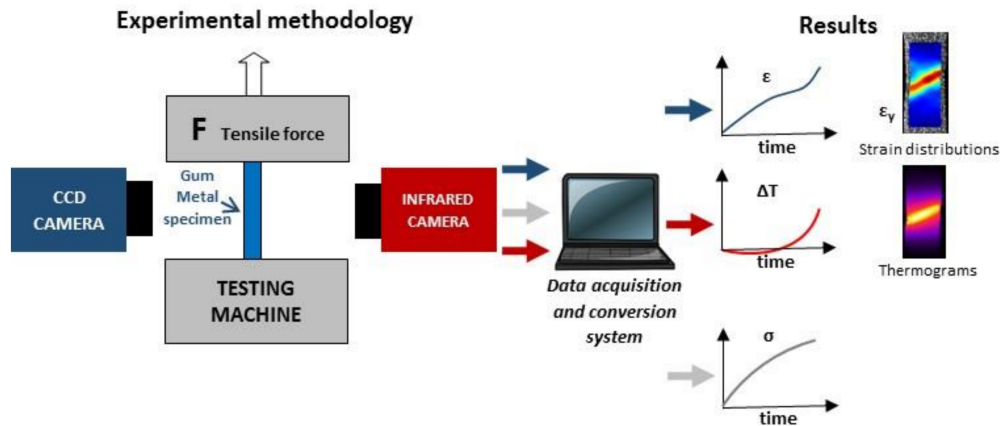 Experimental methodology
F Tensile force
Gum
Metal
specimen
CCD
CAMERA
INFRARED
CAMERA
TESTING
MACHINE
Data acquisition
and conversion
system
Results
ε
time
εy
Strain distributions
ΔT
time
Thermograms
σ
time